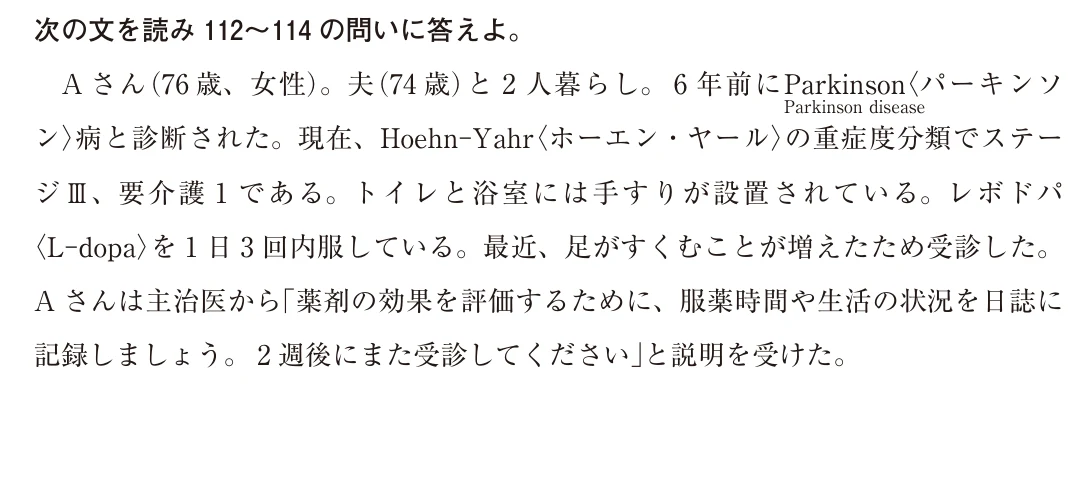 次の文を読み 112～114 の問いに答えよ。
A さん(76 歳、女性)。夫(74 歳)と 2 人暮らし。6 年前に Parkinson〈パーキンソ
Parkinson disease
ン〉病と診断された。現在、Hoehn-Yahr〈ホーエン・ヤール〉の重症度分類でステー
ジⅢ、要介護 1 である。トイレと浴室には手すりが設置されている。レボドパ
〈L-dopa〉を 1 日 3 回内服している。最近、足がすくむことが増えたため受診した。
A さんは主治医から「薬剤の効果を評価するために、服薬時間や生活の状況を日誌に
記録しましょう。2 週後にまた受診してください」と説明を受けた。